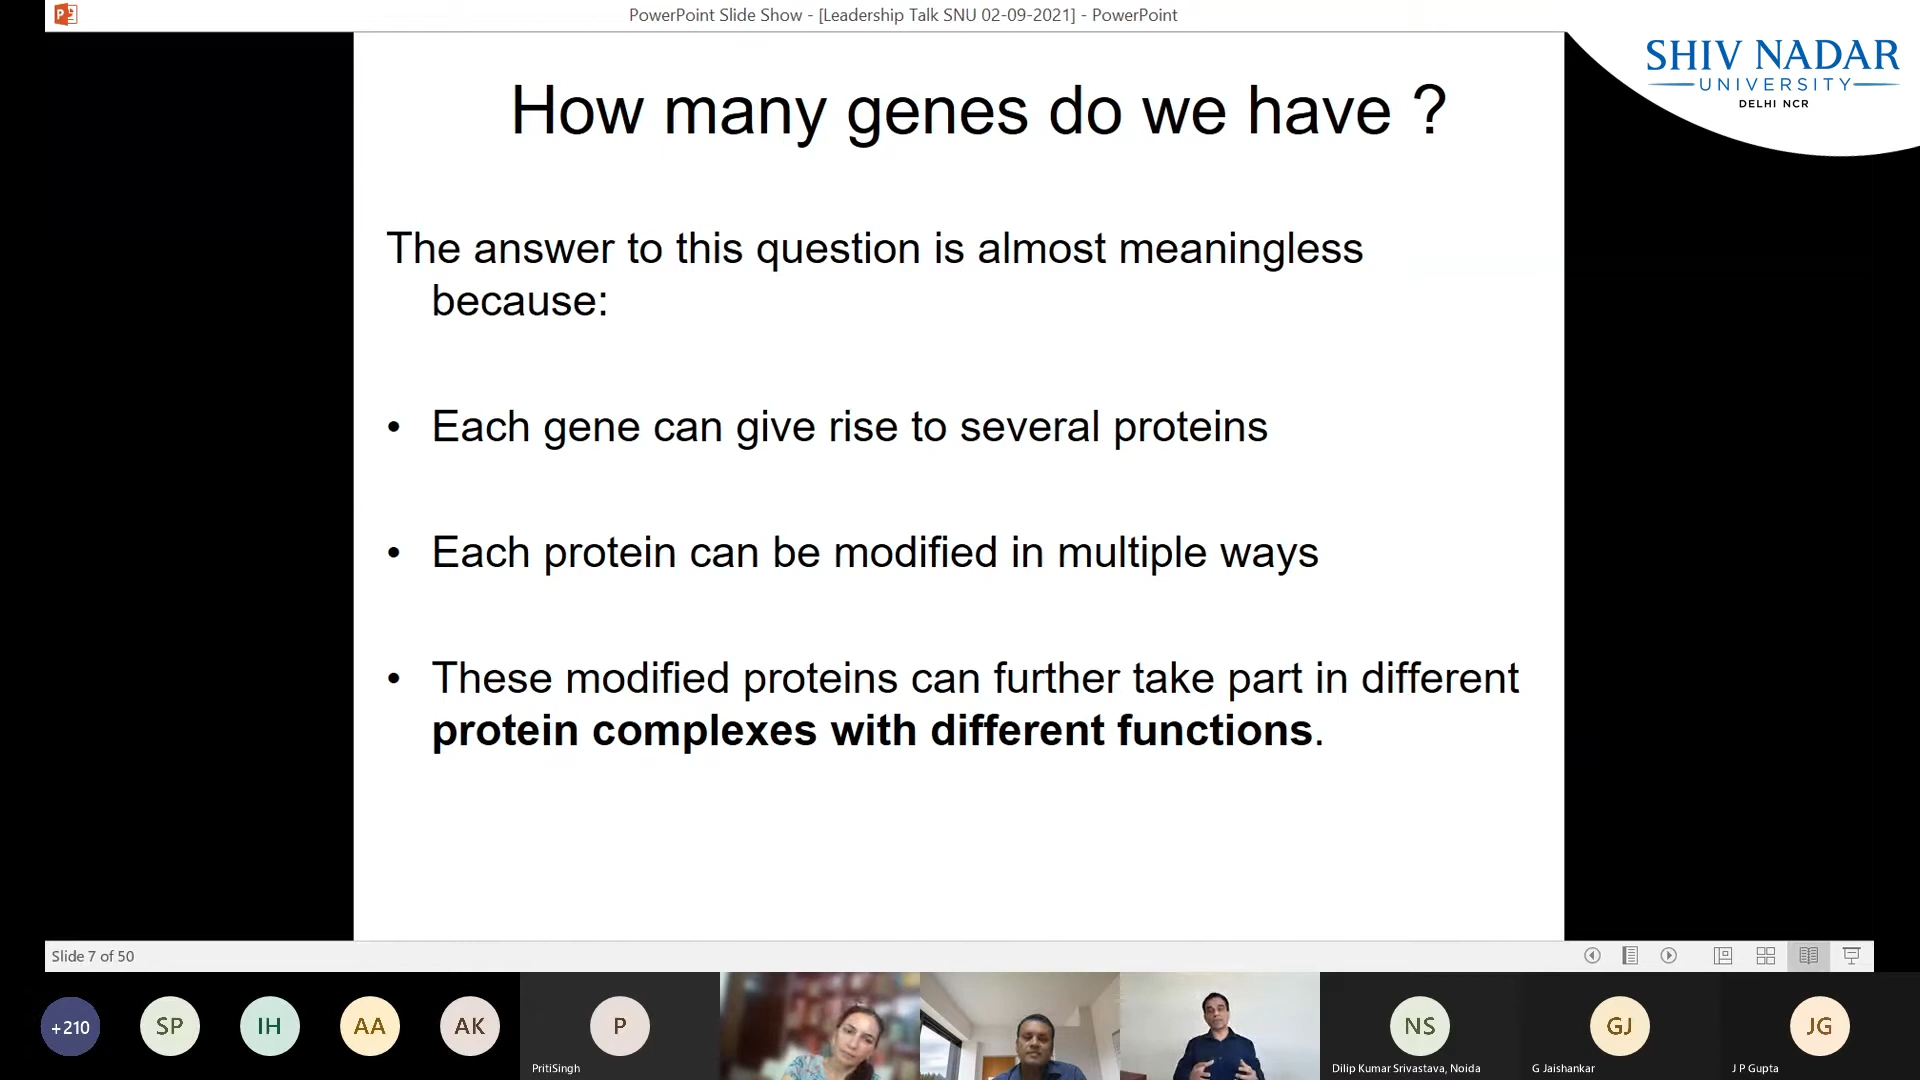 PowerPoint Slide Show - [Leadership Talk SNU 02-09-2021] - PowerPoint
SHIV NADAR
UNIVERSITY
DELHI NCR
How many genes do we have ?
The answer to this question is almost meaningless
because:
• Each gene can give rise to several proteins
• Each protein can be modified in multiple ways
• These modified proteins can further take part in different
protein complexes with different functions.
Slide 7 of 50
+210
SP
IH
AA
AK
P
PritiSingh
NS
Dilip Kumar Srivastava, Noida
GJ
G Jaishankar
JG
J P Gupta